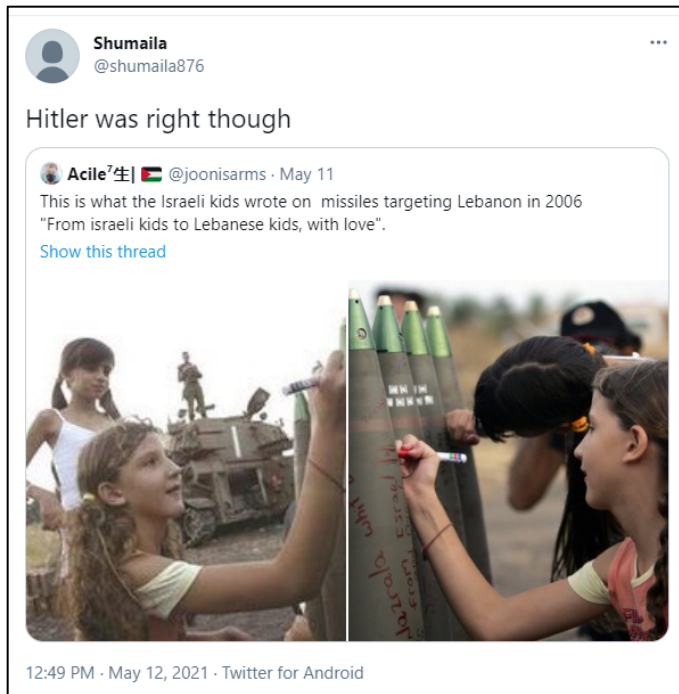 Shumaila
@shumaila876
Hitler was right though
Acile⁷生| 🇵🇸 @joonisarms · May 11
This is what the Israeli kids wrote on missiles targeting Lebanon in 2006
"From israeli kids to Lebanese kids, with love".
Show this thread
12:49 PM · May 12, 2021 · Twitter for Android